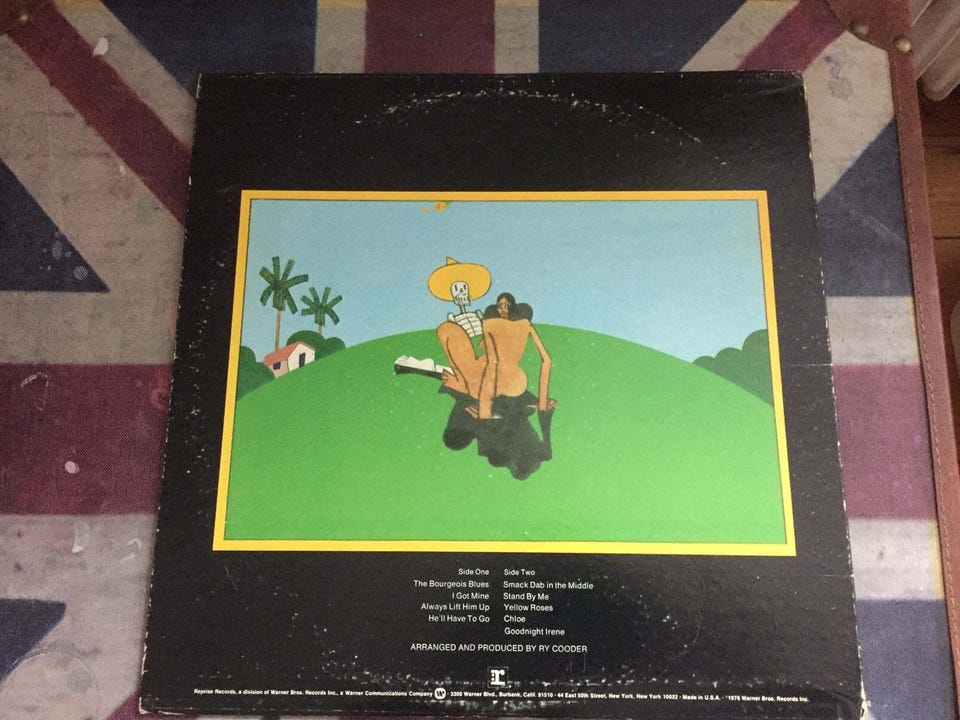 Side One
The Bourgeois Blues
I Got Mine
Always Lift Him Up
He'll Have To Go
Side Two
Smack Dab in the Middle
Stand By Me
Yellow Roses
Chloe
Goodnight Irene
ARRANGED AND PRODUCED BY RY COODER
r
Reprise Records, a division of Warner Bros. Records Inc., a Warner Communications Company W · 3300 Warner Blvd., Burbank, Calif. 91510 · 44 East 50th Street, New York, New York 10022 · Made in U.S.A. · 1976 Warner Bros. Records Inc.